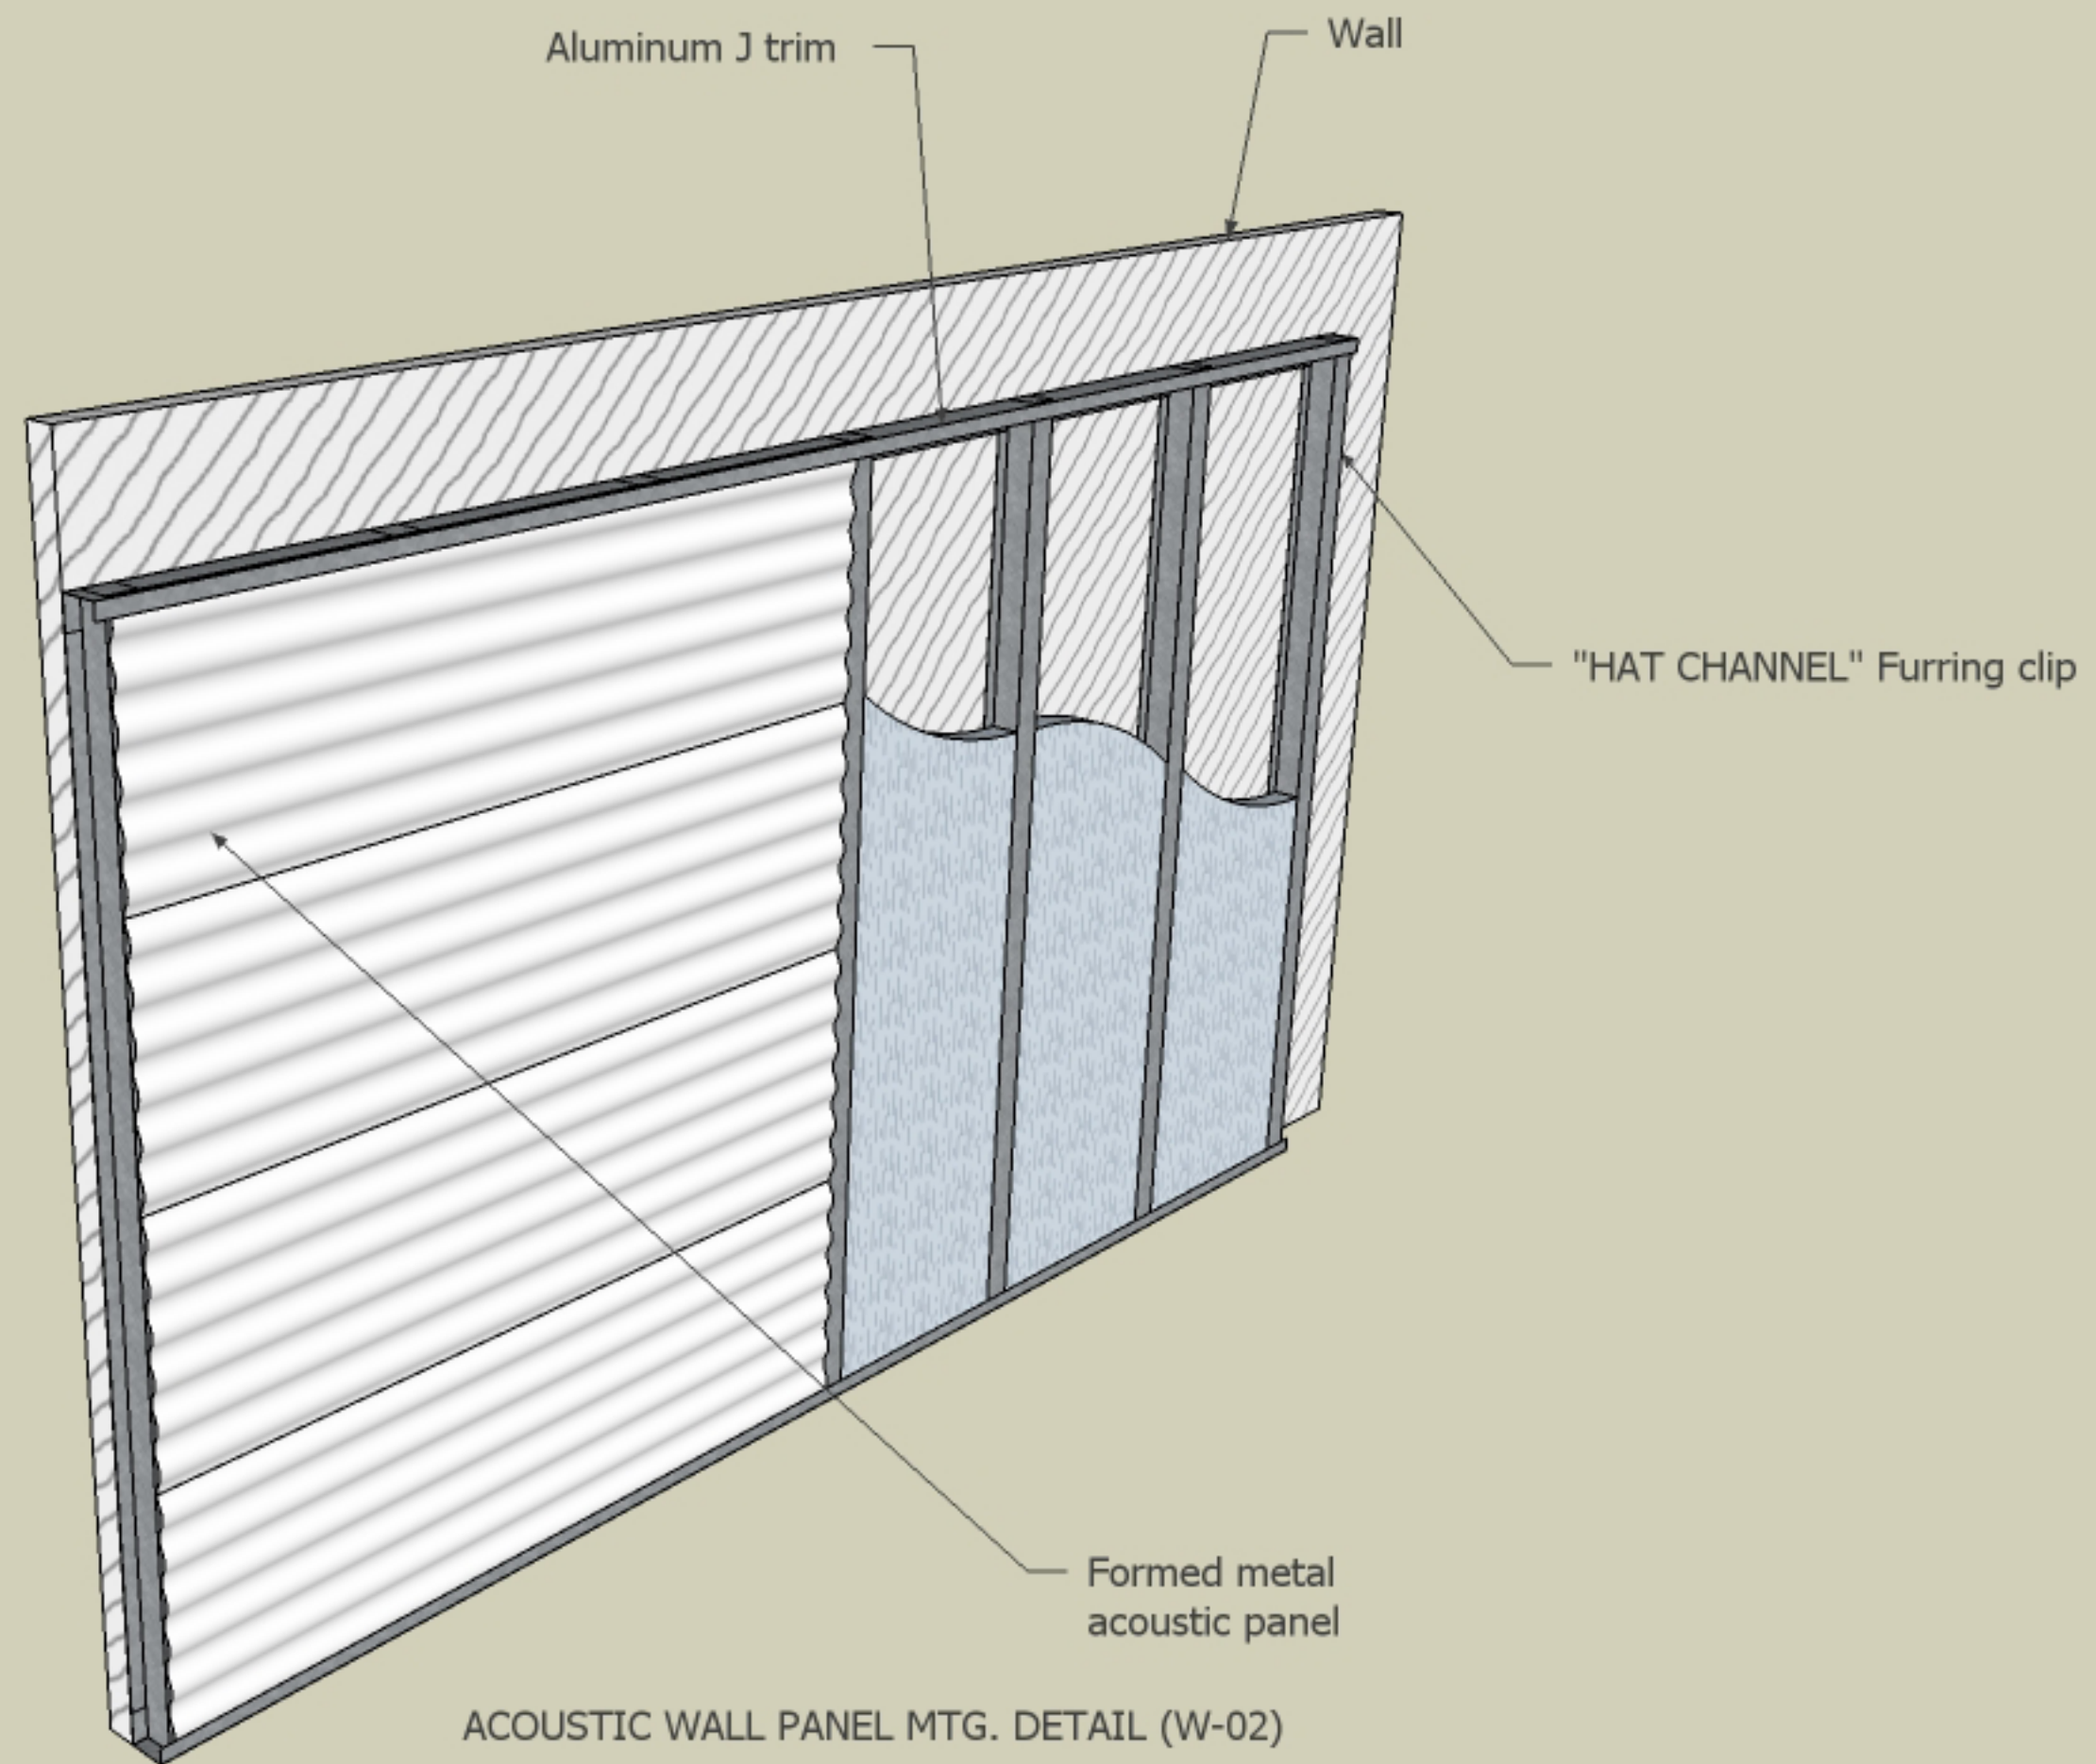 Aluminum J trim
Wall
"HAT CHANNEL" Furring clip
Formed metal
acoustic panel
ACOUSTIC WALL PANEL MTG. DETAIL (W-02)